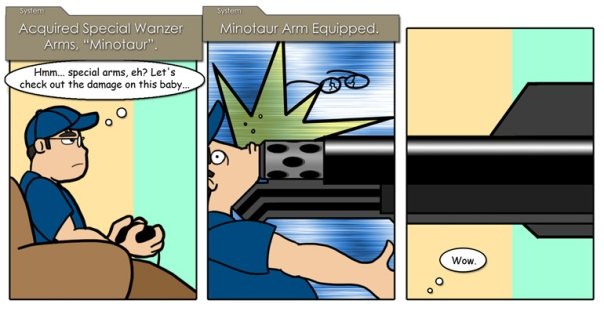 System
Acquired Special Wanzer
Arms, “Minotaur”.
Hmm... special arms, eh? Let's
check out the damage on this baby...
System
Minotaur Arm Equipped.
Wow.